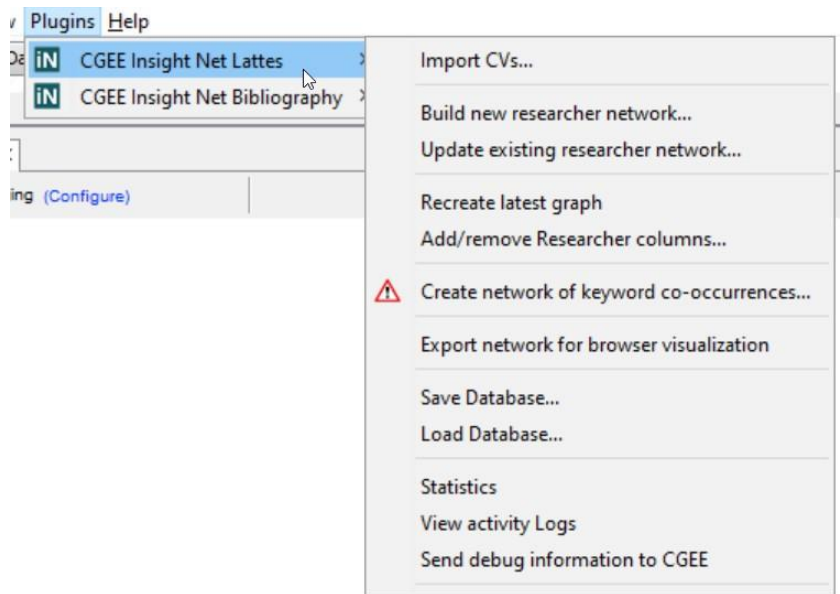 Plugins Help
iN CGEE Insight Net Lattes
iN CGEE Insight Net Bibliography
(Configure)
Import CVs...
Build new researcher network...
Update existing researcher network...
Recreate latest graph
Add/remove Researcher columns...
Create network of keyword co-occurrences...
Export network for browser visualization
Save Database...
Load Database...
Statistics
View activity Logs
Send debug information to CGEE